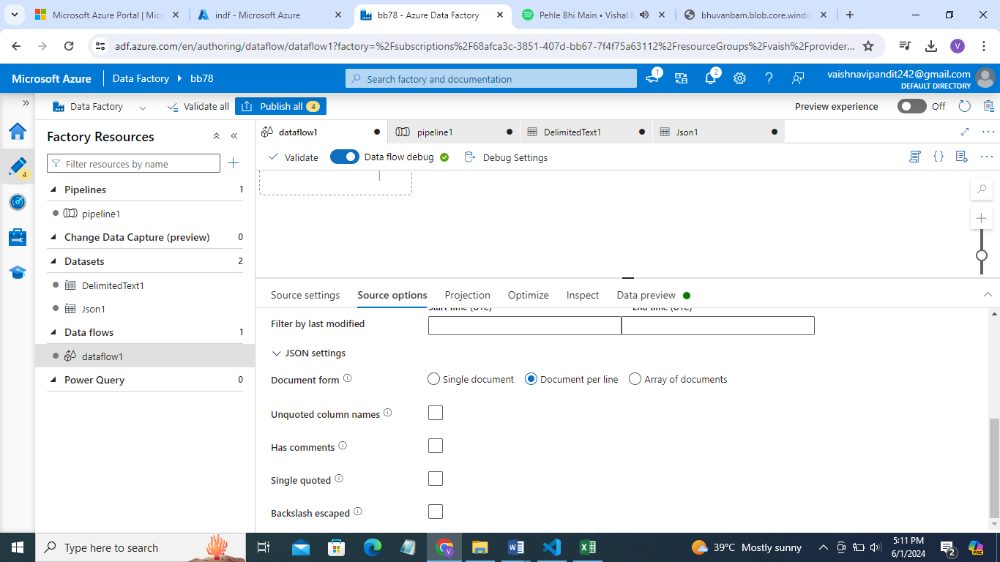 Microsoft Azure Portal | Micr
indf - Microsoft Azure
bb78 - Azure Data Factory
Pehle Bhi Main • Vishal M
bhuvanbam.blob.core.windo
adf.azure.com/en/authoring/dataflow/dataflow1?factory=%2Fsubscriptions%2F68afca3c-3851-407d-bb67-7f4f75a63112%2FresourceGroups%2Fvaish%2Fprovider...
V
Microsoft Azure
Data Factory
bb78
Search factory and documentation
1
2
vaishnavipandit242@gmail.com
DEFAULT DIRECTORY
Data Factory
Validate all
Publish all
4
Preview experience
Off
4
Factory Resources
Filter resources by name
Pipelines 1
pipeline1
Change Data Capture (preview) 0
Datasets 2
DelimitedText1
Json1
Data flows 1
dataflow1
Power Query 0
dataflow1
pipeline1
DelimitedText1
Json1
Validate
Data flow debug
Debug Settings
Source settings
Source options
Projection
Optimize
Inspect
Data preview
Start time (UTC)
End time (UTC)
Filter by last modified
JSON settings
Document form
Single document
Document per line
Array of documents
Unquoted column names
Has comments
Single quoted
Backslash escaped
Type here to search
39°C Mostly sunny
5:11 PM
6/1/2024
2
PRE